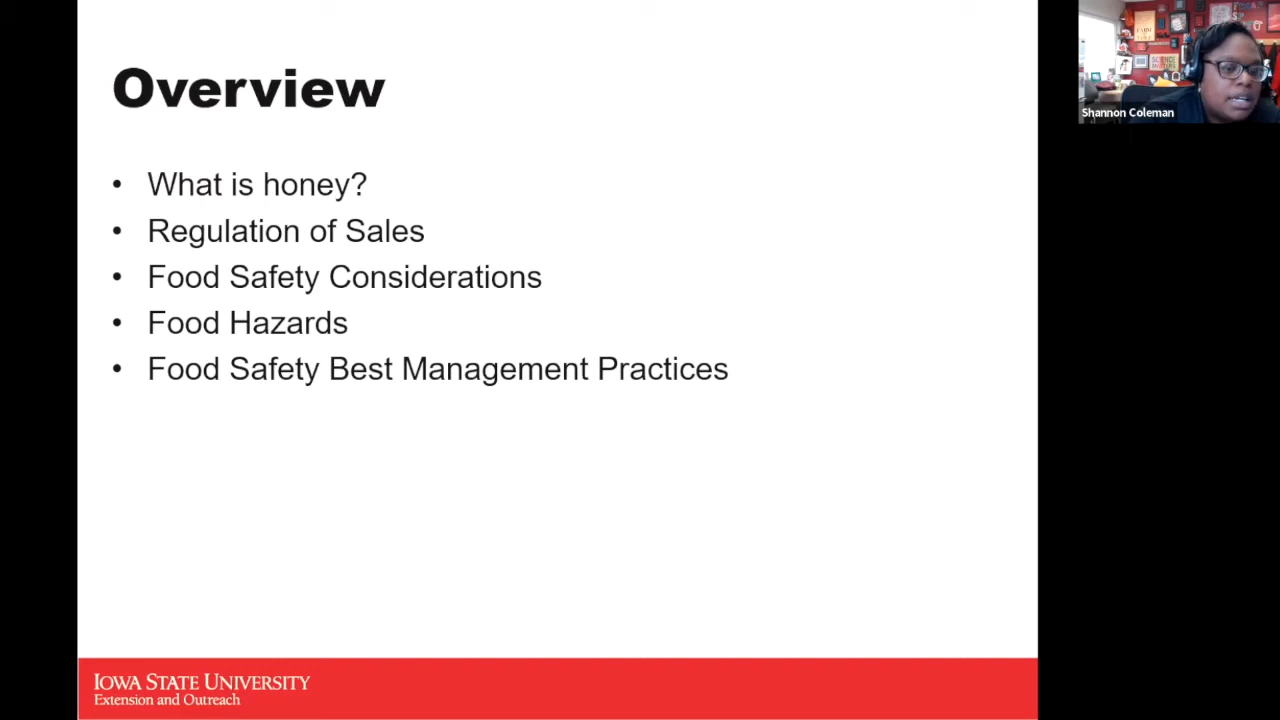 Overview
• What is honey?
• Regulation of Sales
• Food Safety Considerations
• Food Hazards
• Food Safety Best Management Practices
IOWA STATE UNIVERSITY
Extension and Outreach
Shannon Coleman